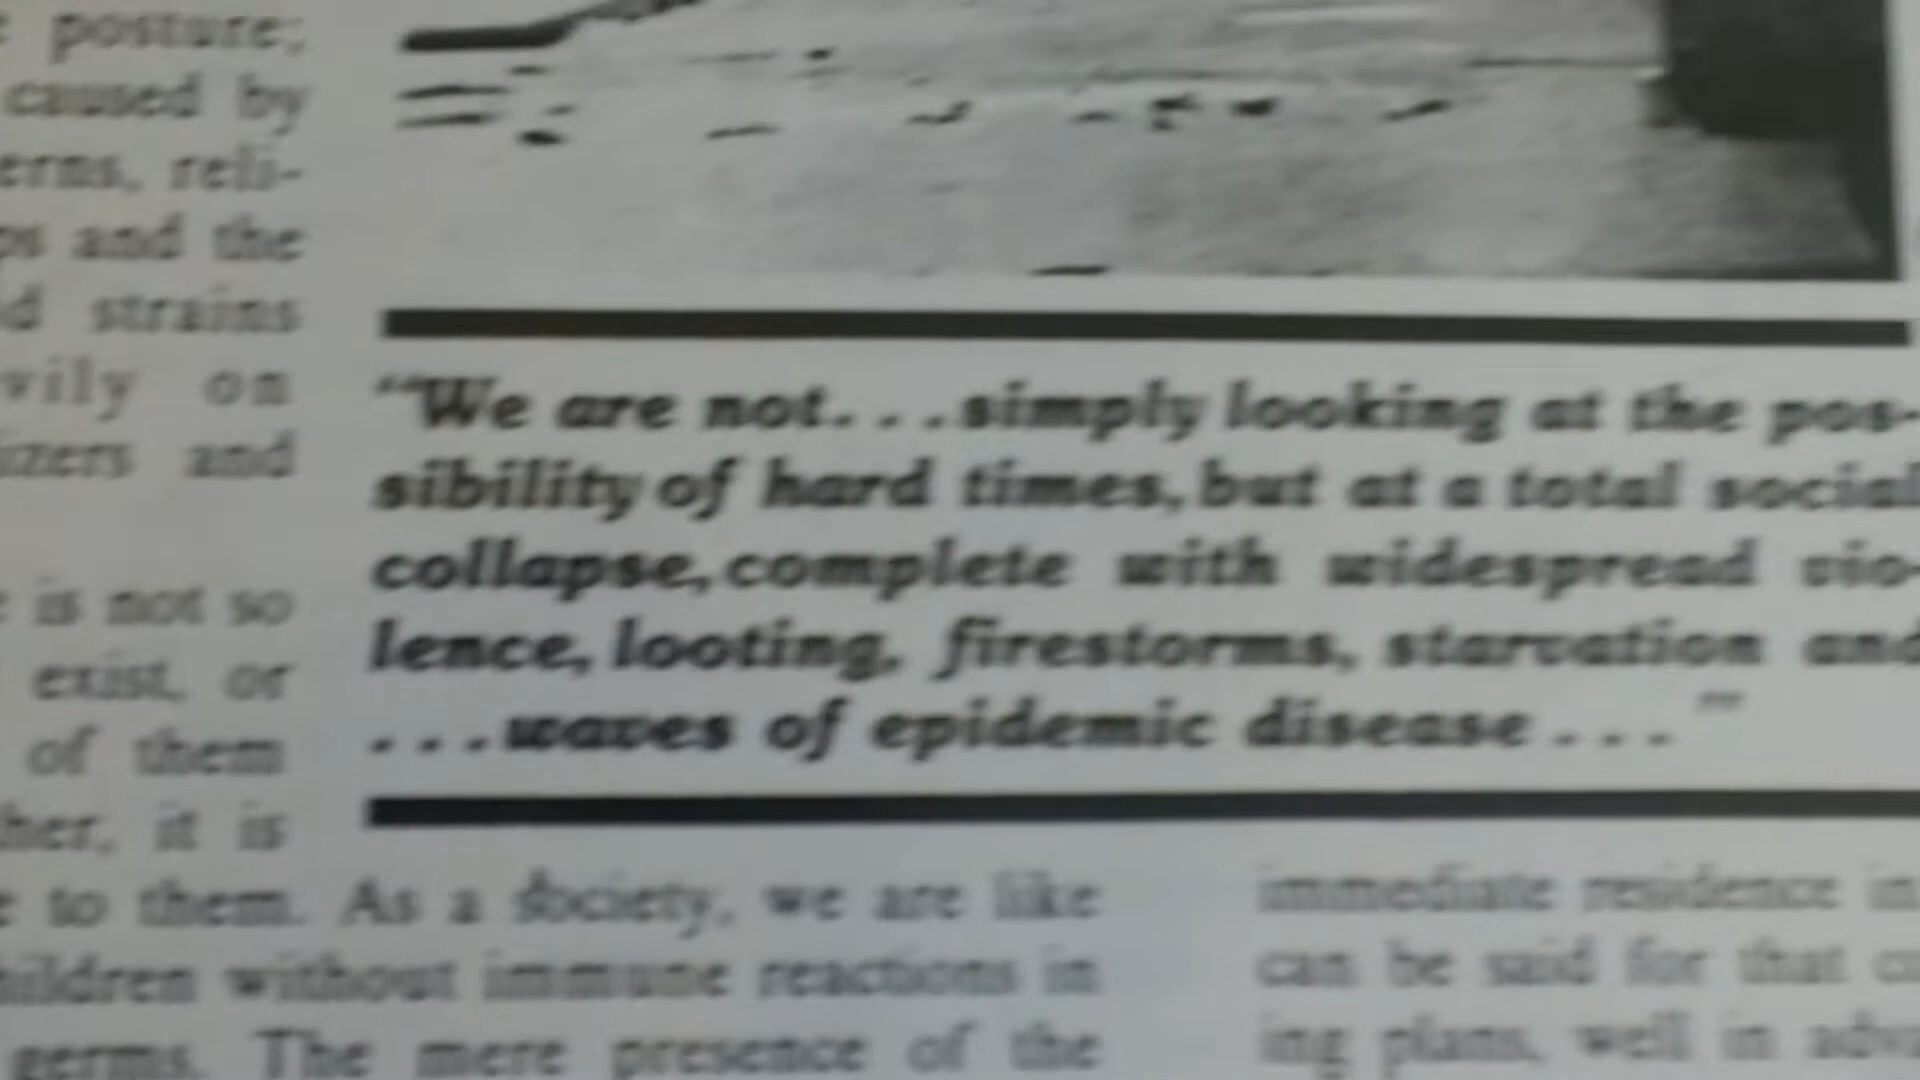 posture;
caused by
erns, reli-
ps and the
d strains
vily on
izers and
is not so
exist, or
of them
her, it is
e to them. As a society, we are like
hildren without immune reactions in
germs. The mere presence of the
"We are not. . .simply looking at the pos-
sibility of hard times, but at a total social
collapse, complete with widespread vio-
lence, looting, firestorms, starvation and
. . .waves of epidemic disease . . . "
immediate residence in
can be said for that
ing plans, well in adva